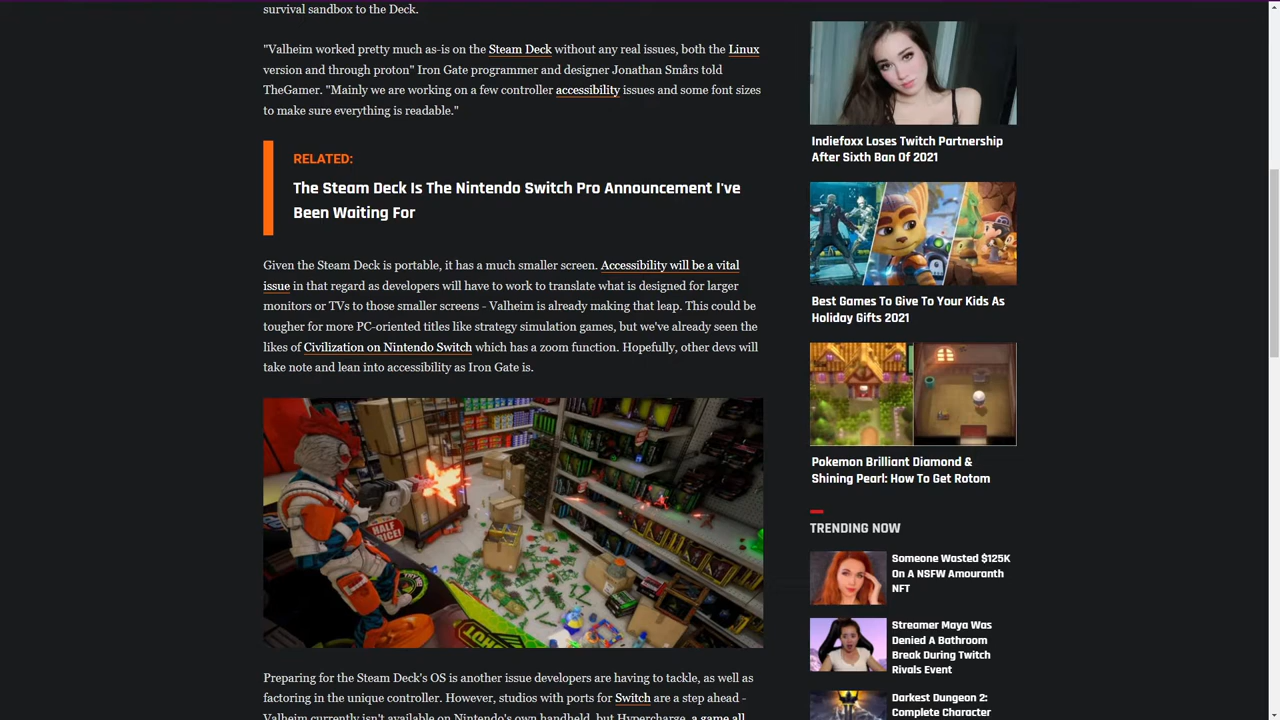 survival sandbox to the Deck.
"Valheim worked pretty much as-is on the Steam Deck without any real issues, both the Linux
version and through proton" Iron Gate programmer and designer Jonathan Smårs told
TheGamer. "Mainly we are working on a few controller accessibility issues and some font sizes
to make sure everything is readable."
RELATED:
The Steam Deck Is The Nintendo Switch Pro Announcement I've
Been Waiting For
Given the Steam Deck is portable, it has a much smaller screen. Accessibility will be a vital
issue in that regard as developers will have to work to translate what is designed for larger
monitors or TVs to those smaller screens - Valheim is already making that leap. This could be
tougher for more PC-oriented titles like strategy simulation games, but we've already seen the
likes of Civilization on Nintendo Switch which has a zoom function. Hopefully, other devs will
take note and lean into accessibility as Iron Gate is.
HALF
PRICE!
Preparing for the Steam Deck's OS is another issue developers are having to tackle, as well as
factoring in the unique controller. However, studios with ports for Switch are a step ahead -
Valheim currently isn't available on Nintendo's own handheld, but Hypercharge, a game all
Indiefoxx Loses Twitch Partnership
After Sixth Ban Of 2021
Best Games To Give To Your Kids As
Holiday Gifts 2021
Pokemon Brilliant Diamond &
Shining Pearl: How To Get Rotom
TRENDING NOW
Someone Wasted $125K
On A NSFW Amouranth
NFT
Streamer Maya Was
Denied A Bathroom
Break During Twitch
Rivals Event
Darkest Dungeon 2:
Complete Character